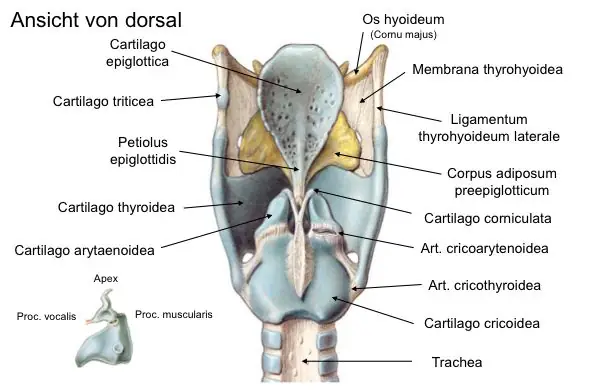 Ansicht von dorsal
Cartilago
epiglottica
Cartilago triticea
Petiolus
epiglottidis
Cartilago thyroidea
Cartilago arytaenoidea
Apex
Proc. vocalis
Proc. muscularis
Os hyoideum
(Cornu majus)
Membrana thyrohyoidea
Ligamentum
thyrohyoideum laterale
Corpus adiposum
preepiglotticum
Cartilago corniculata
Art. cricoarytenoidea
Art. cricothyroidea
Cartilago cricoidea
Trachea